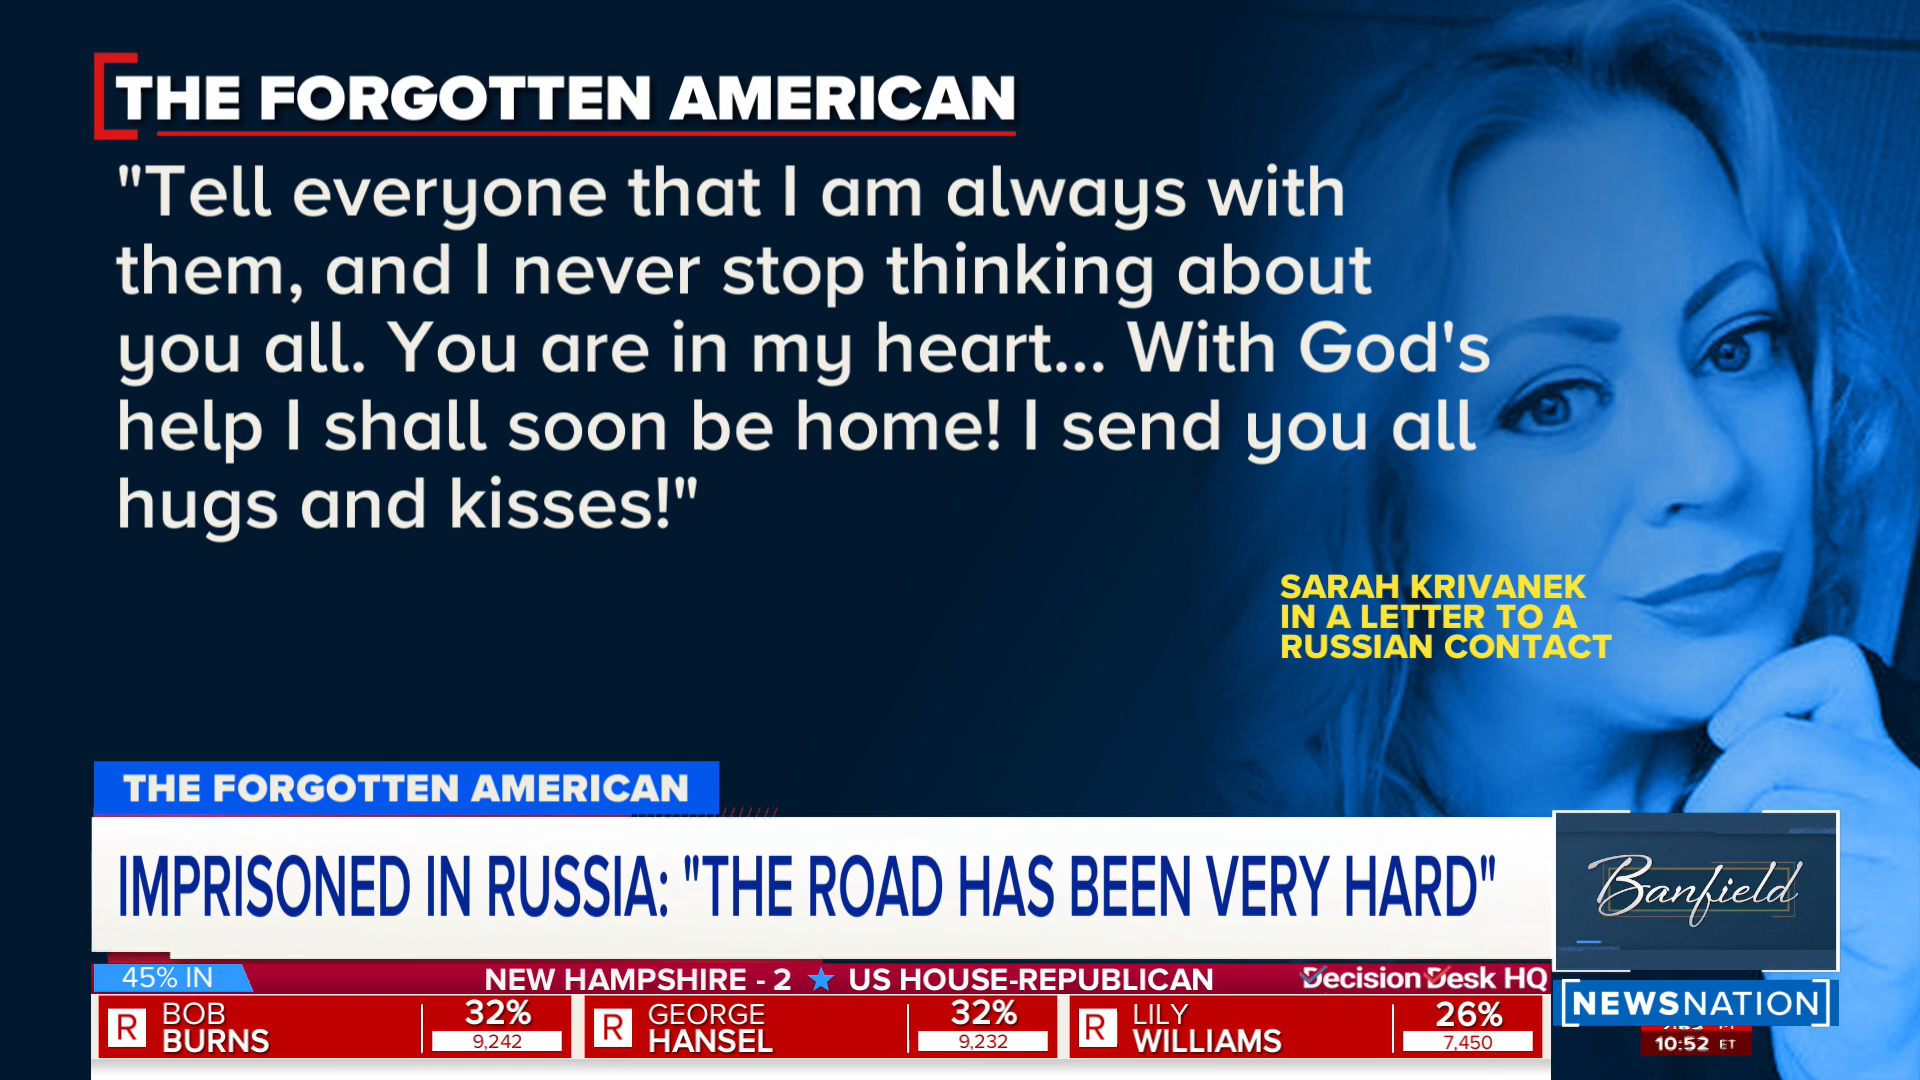 THE FORGOTTEN AMERICAN
"Tell everyone that I am always with
them, and I never stop thinking about
you all. You are in my heart... With God's
help I shall soon be home! I send you all
hugs and kisses!"
SARAH KRIVANEK
IN A LETTER TO A
RUSSIAN CONTACT
THE FORGOTTEN AMERICAN
IMPRISONED IN RUSSIA: "THE ROAD HAS BEEN VERY HARD"
Banfield
45% IN
NEW HAMPSHIRE - 2 ★ US HOUSE-REPUBLICAN
Decision Desk HQ
R BOB BURNS 32% 9,242
R GEORGE HANSEL 32% 9,232
R LILY WILLIAMS 26% 7,450
NEWSNATION
10:52 ET